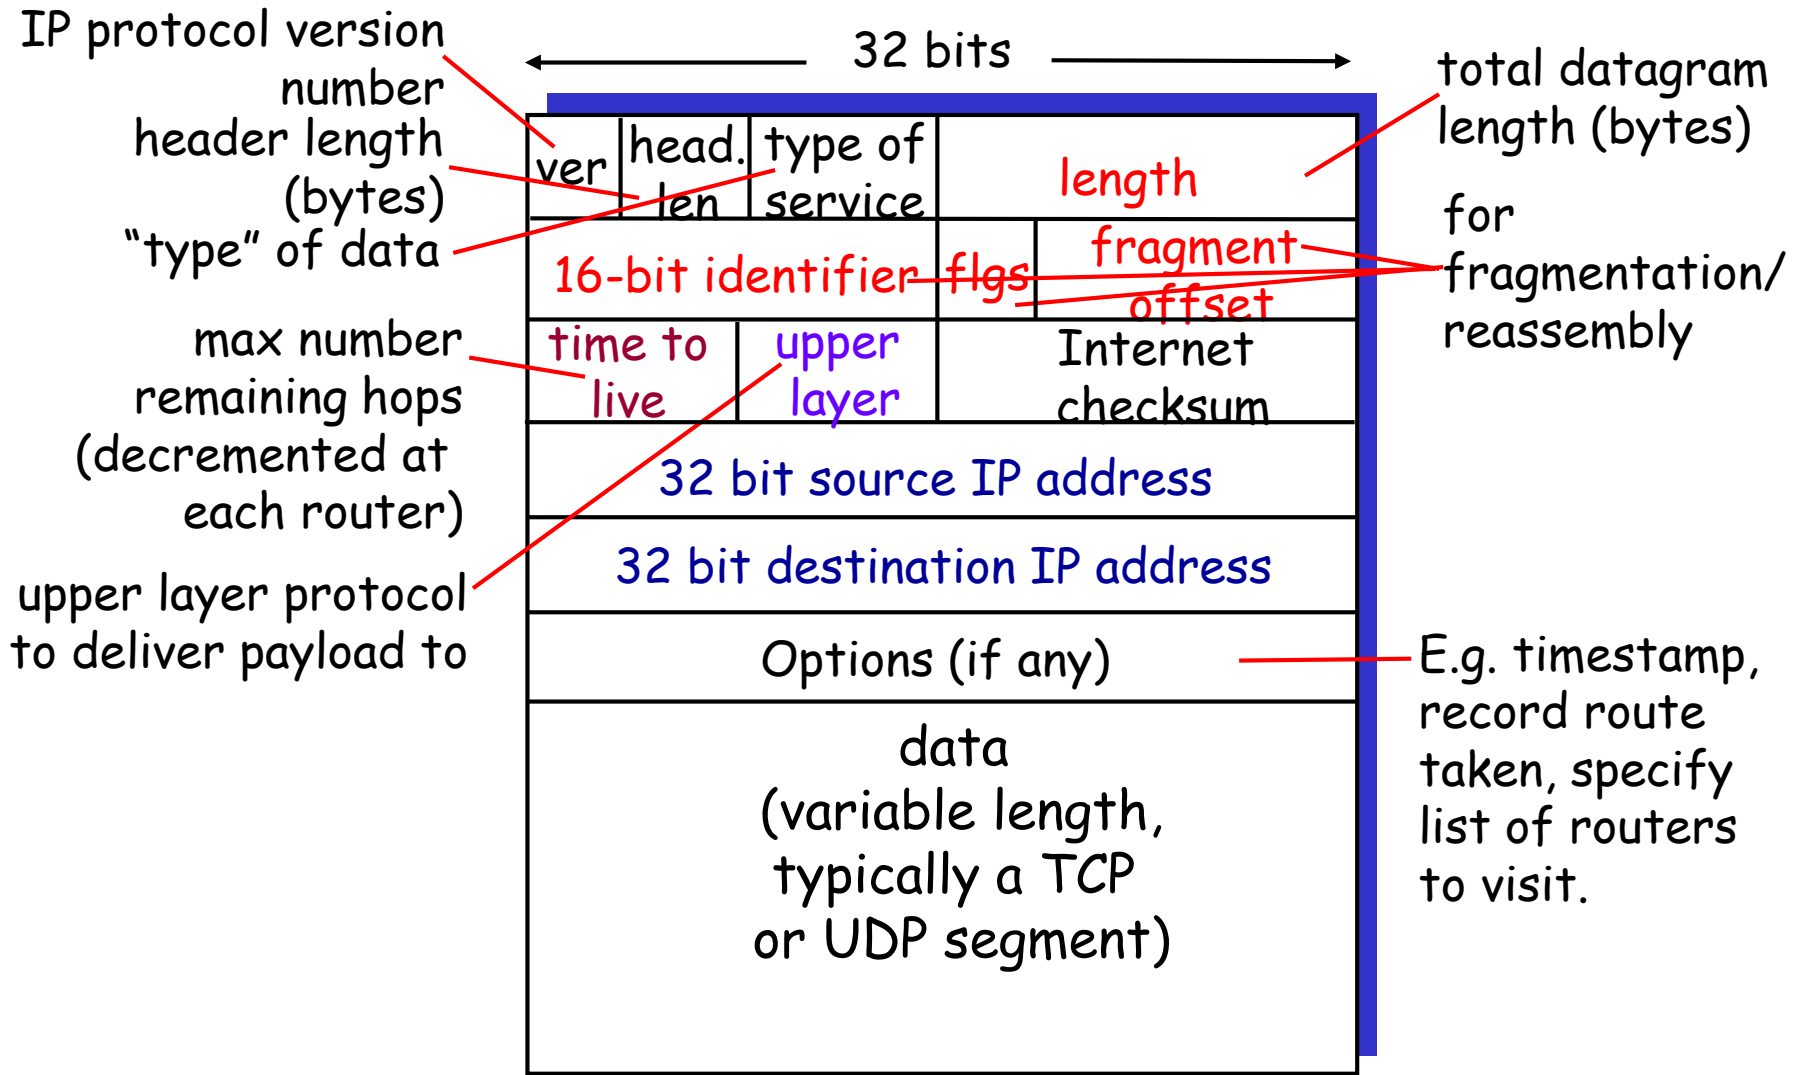 IP protocol version
number
header length
(bytes)
“type” of data
max number
remaining hops
(decremented at
each router)
upper layer protocol
to deliver payload to
32 bits
ver
head.
len
type of
service
length
16-bit identifier
flgs
fragment
offset
time to
live
upper
layer
Internet
checksum
32 bit source IP address
32 bit destination IP address
Options (if any)
data
(variable length,
typically a TCP
or UDP segment)
total datagram
length (bytes)
for
fragmentation/
reassembly
E.g. timestamp,
record route
taken, specify
list of routers
to visit.